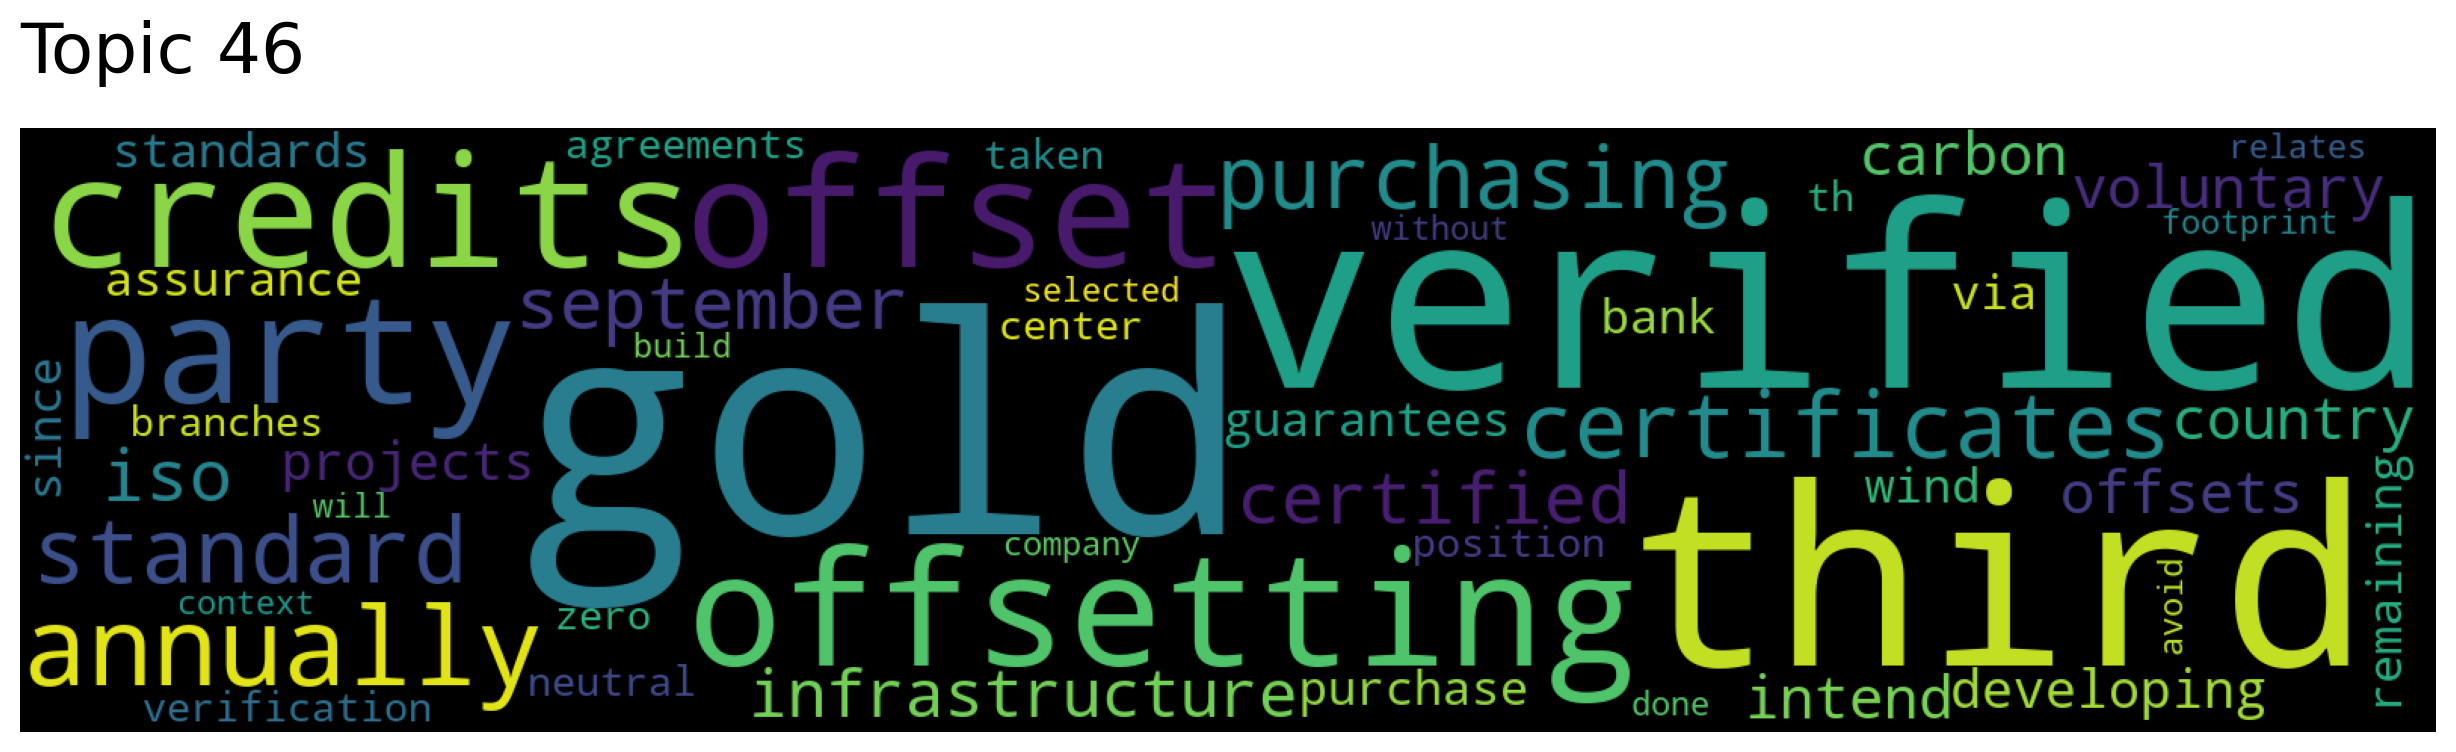 Topic 46
standards
agreements
taken
carbon
relates
credits
offset
purchasing
th
voluntary
without
footprint
verified
assurance
september
selected
via
party
center
bank
build
gold
since
branches
guarantees
certificates
country
iso
projects
certified
wind
offsets
will
third
remaining
standard
company
position
context
zero
offsetting
avoid
annually
neutral
infrastructure
purchase
done
intend
developing
verification